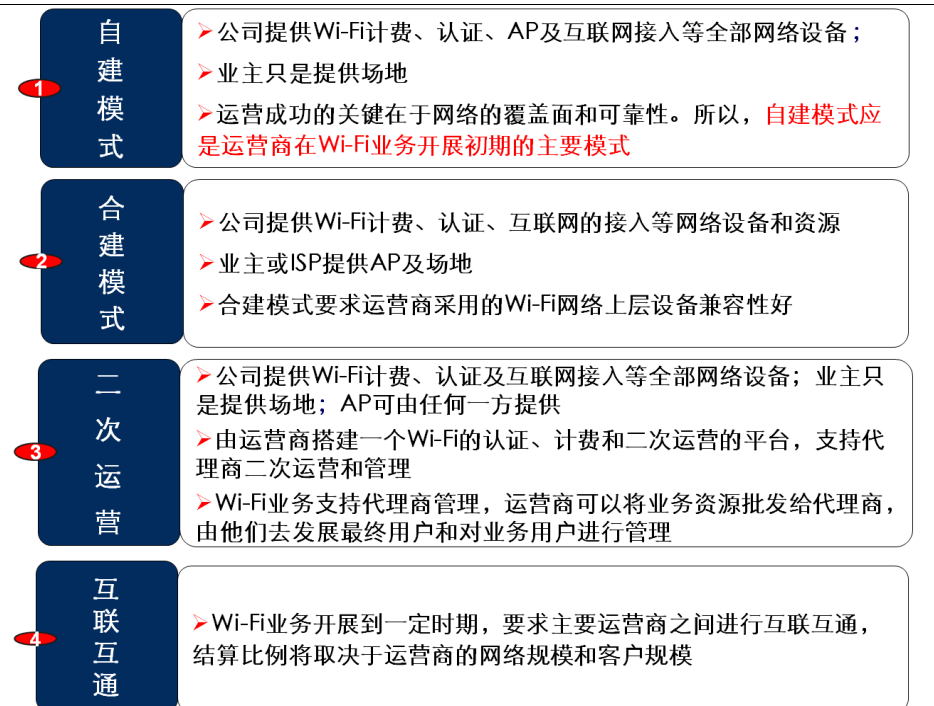 1
自建模式
➢公司提供Wi-Fi计费、认证、AP及互联网接入等全部网络设备；
➢业主只是提供场地
➢运营成功的关键在于网络的覆盖面和可靠性。所以，自建模式应
是运营商在Wi-Fi业务开展初期的主要模式
2
合建模式
➢公司提供Wi-Fi计费、认证、互联网的接入等网络设备和资源
➢业主或ISP提供AP及场地
➢合建模式要求运营商采用的Wi-Fi网络上层设备兼容性好
3
二次运营
➢公司提供Wi-Fi计费、认证及互联网接入等全部网络设备；业主只
是提供场地；AP可由任何一方提供
➢由运营商搭建一个Wi-Fi的认证、计费和二次运营的平台，支持代
理商二次运营和管理
➢Wi-Fi业务支持代理商管理，运营商可以将业务资源批发给代理商，
由他们去发展最终用户和对业务用户进行管理
4
互联互通
➢Wi-Fi业务开展到一定时期，要求主要运营商之间进行互联互通，
结算比例将取决于运营商的网络规模和客户规模